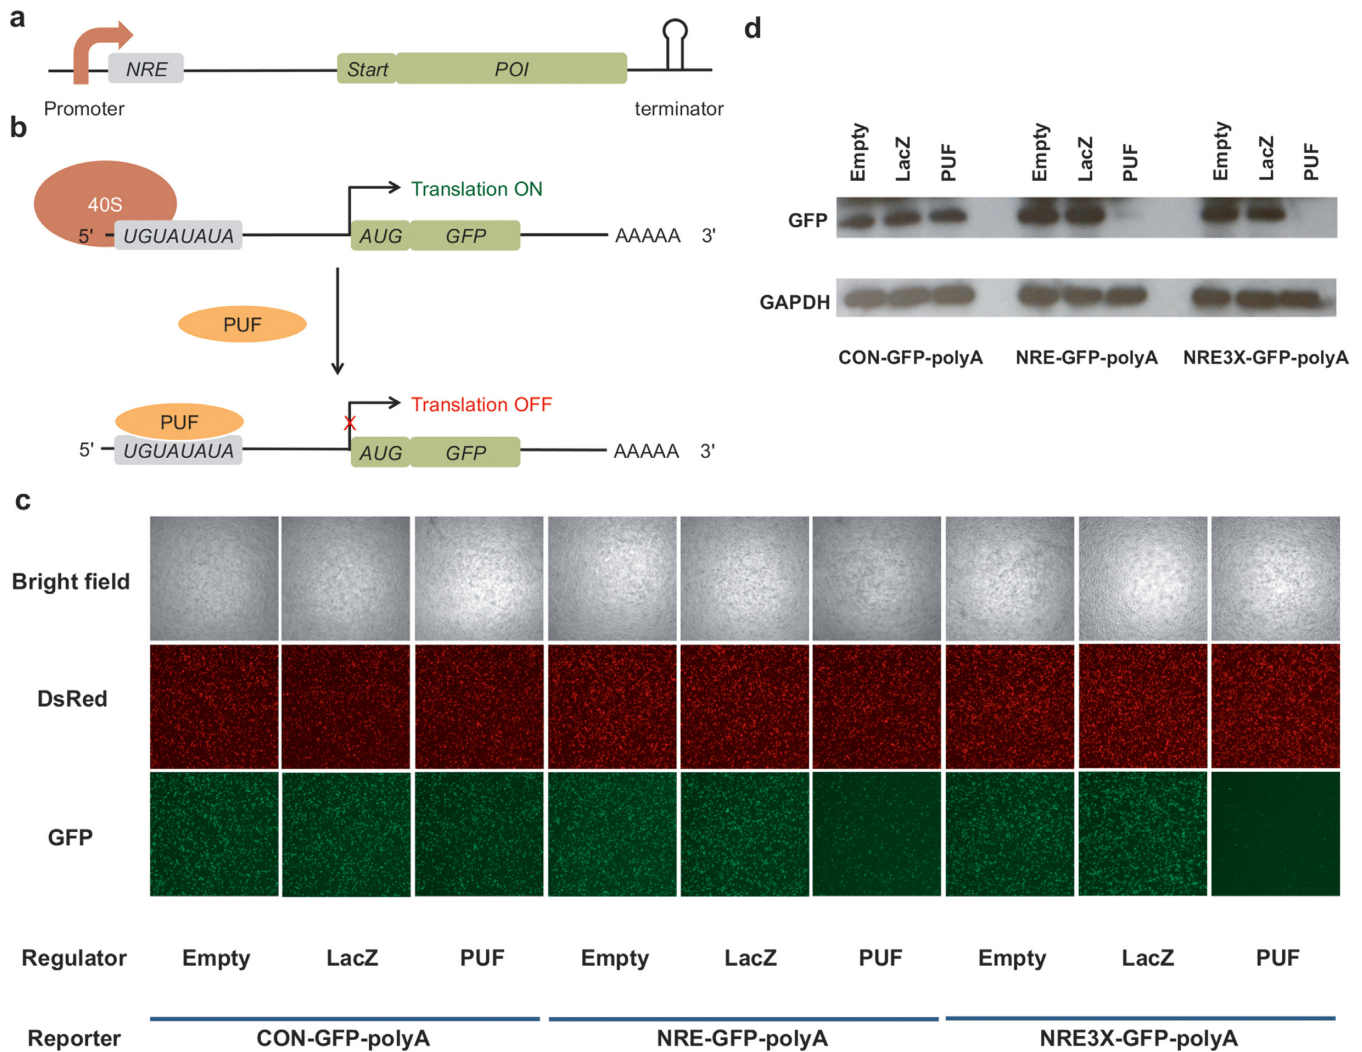 a
NRE
Start
POI
Promoter
terminator
b
40S
Translation ON
5'
UGUAUAUA
AUG
GFP
AAAAA
3'
PUF
PUF
Translation OFF
X
5'
UGUAUAUA
AUG
GFP
AAAAA
3'
c
Bright field
DsRed
GFP
Regulator
Empty
LacZ
PUF
Empty
LacZ
PUF
Empty
LacZ
PUF
Reporter
CON-GFP-polyA
NRE-GFP-polyA
NRE3X-GFP-polyA
d
Empty
LacZ
PUF
Empty
LacZ
PUF
Empty
LacZ
PUF
GFP
GAPDH
CON-GFP-polyA
NRE-GFP-polyA
NRE3X-GFP-polyA